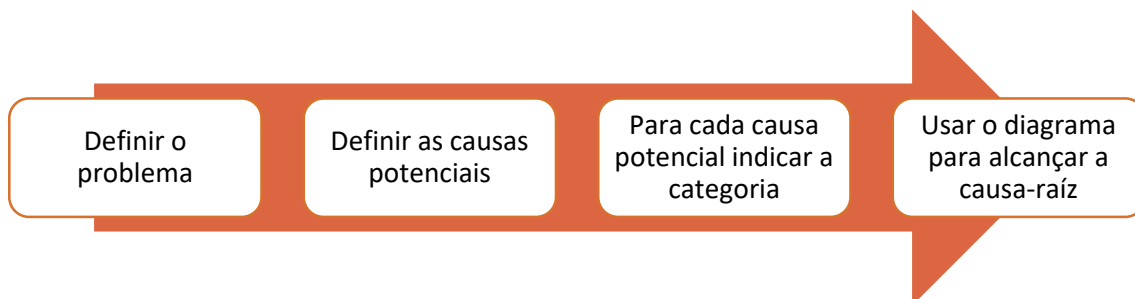 Definir o
problema
Definir as causas
potenciais
Para cada causa
potencial indicar a
categoria
Usar o diagrama
para alcançar a
causa-raíz